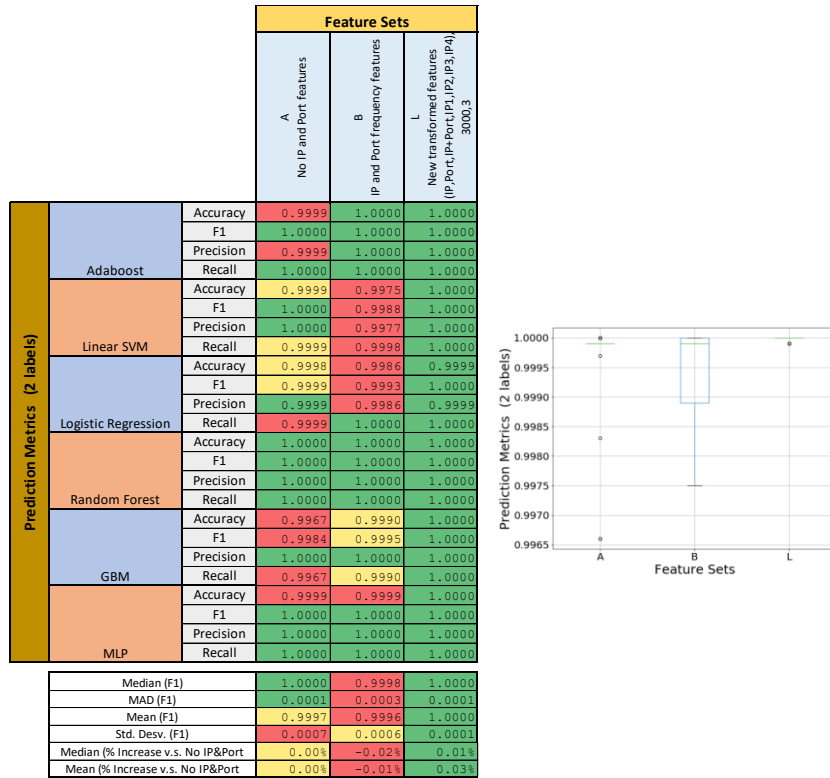 Feature Sets
A
No IP and Port features
B
IP and Port frequency features
L
New transformed features
(IP,Port,IP+Port,IP1,IP2,IP3,IP4),
3000,3
Prediction Metrics (2 labels)
Adaboost
Accuracy 0.9999 1.0000 1.0000
F1 1.0000 1.0000 1.0000
Precision 0.9999 1.0000 1.0000
Recall 1.0000 1.0000 1.0000
Linear SVM
Accuracy 0.9999 0.9975 1.0000
F1 1.0000 0.9988 1.0000
Precision 1.0000 0.9977 1.0000
Recall 0.9999 0.9998 1.0000
Logistic Regression
Accuracy 0.9998 0.9986 0.9999
F1 0.9999 0.9993 1.0000
Precision 0.9999 0.9986 0.9999
Recall 0.9999 1.0000 1.0000
Random Forest
Accuracy 1.0000 1.0000 1.0000
F1 1.0000 1.0000 1.0000
Precision 1.0000 1.0000 1.0000
Recall 1.0000 1.0000 1.0000
GBM
Accuracy 0.9967 0.9990 1.0000
F1 0.9984 0.9995 1.0000
Precision 1.0000 1.0000 1.0000
Recall 0.9967 0.9990 1.0000
MLP
Accuracy 0.9999 0.9999 1.0000
F1 1.0000 1.0000 1.0000
Precision 1.0000 1.0000 1.0000
Recall 1.0000 1.0000 1.0000
Median (F1) 1.0000 0.9998 1.0000
MAD (F1) 0.0001 0.0003 0.0001
Mean (F1) 0.9997 0.9996 1.0000
Std. Desv. (F1) 0.0007 0.0006 0.0001
Median (% Increase v.s. No IP&Port 0.00% -0.02% 0.01%
Mean (% Increase v.s. No IP&Port 0.00% -0.01% 0.03%
Prediction Metrics (2 labels)
1.0000
0.9995
0.9990
0.9985
0.9980
0.9975
0.9970
0.9965
A B L
Feature Sets